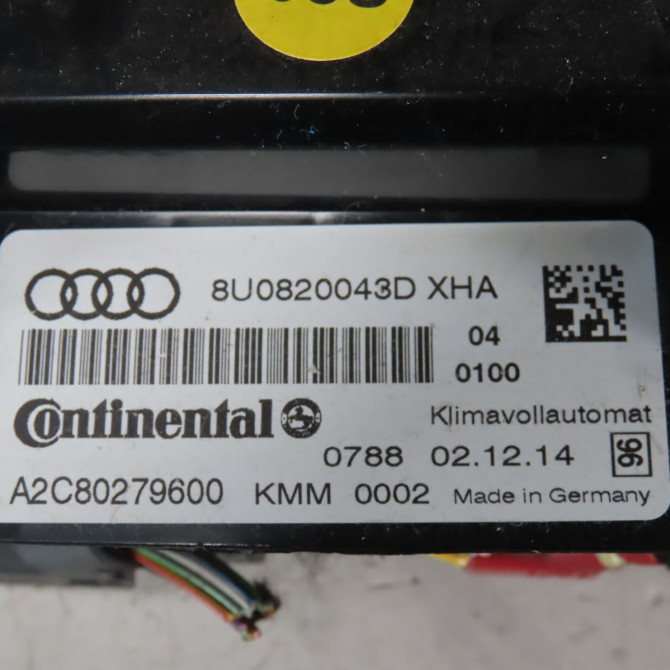 8U0820043D XHA
04
0100
Continental
Klimavollautomat
0788 02.12.14 96
A2C80279600 KMM 0002 Made in Germany